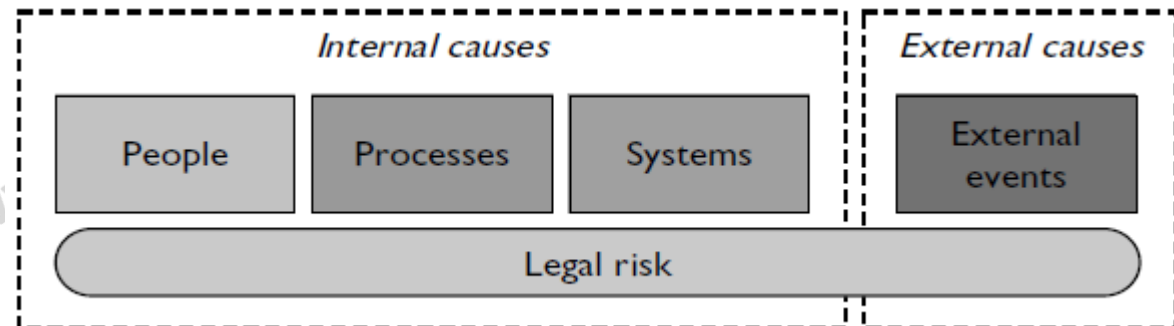 Internal causes
External causes
People
Processes
Systems
External
events
Legal risk